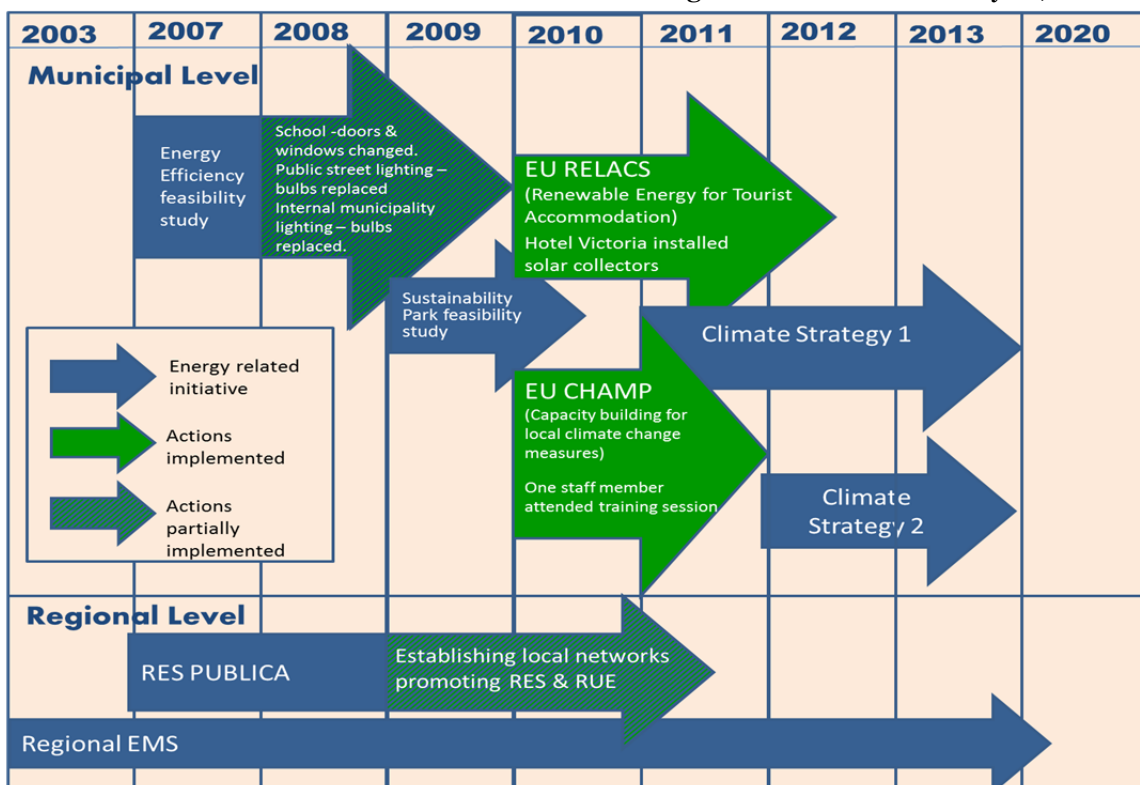 2003 2007 2008 2009 2010 2011 2012 2013 2020
Municipal Level
Energy
Efficiency
feasibility
study
School -doors &
windows changed.
Public street lighting –
bulbs replaced
Internal municipality
lighting – bulbs
replaced.
EU RELACS
(Renewable Energy for Tourist
Accommodation)
Hotel Victoria installed
solar collectors
Sustainability
Park feasibility
study
Climate Strategy 1
EU CHAMP
(Capacity building for
local climate change
measures)
One staff member
attended training session
Climate
Strategy 2
Energy related
initiative
Actions
implemented
Actions
partially
implemented
Regional Level
RES PUBLICA
Establishing local networks
promoting RES & RUE
Regional EMS